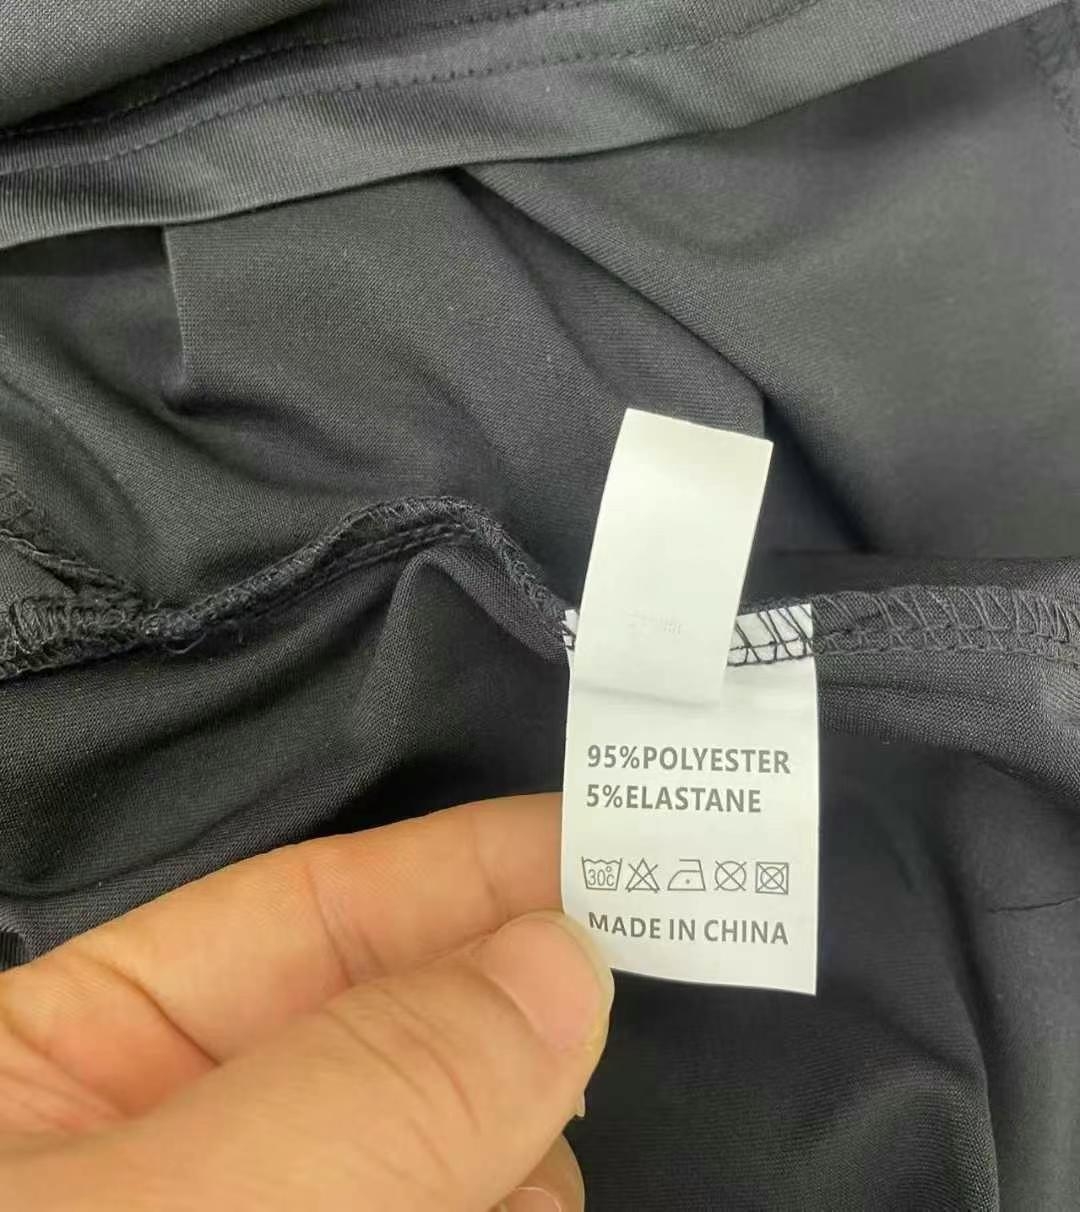 95%POLYESTER
5%ELASTANE
30℃
MADE IN CHINA